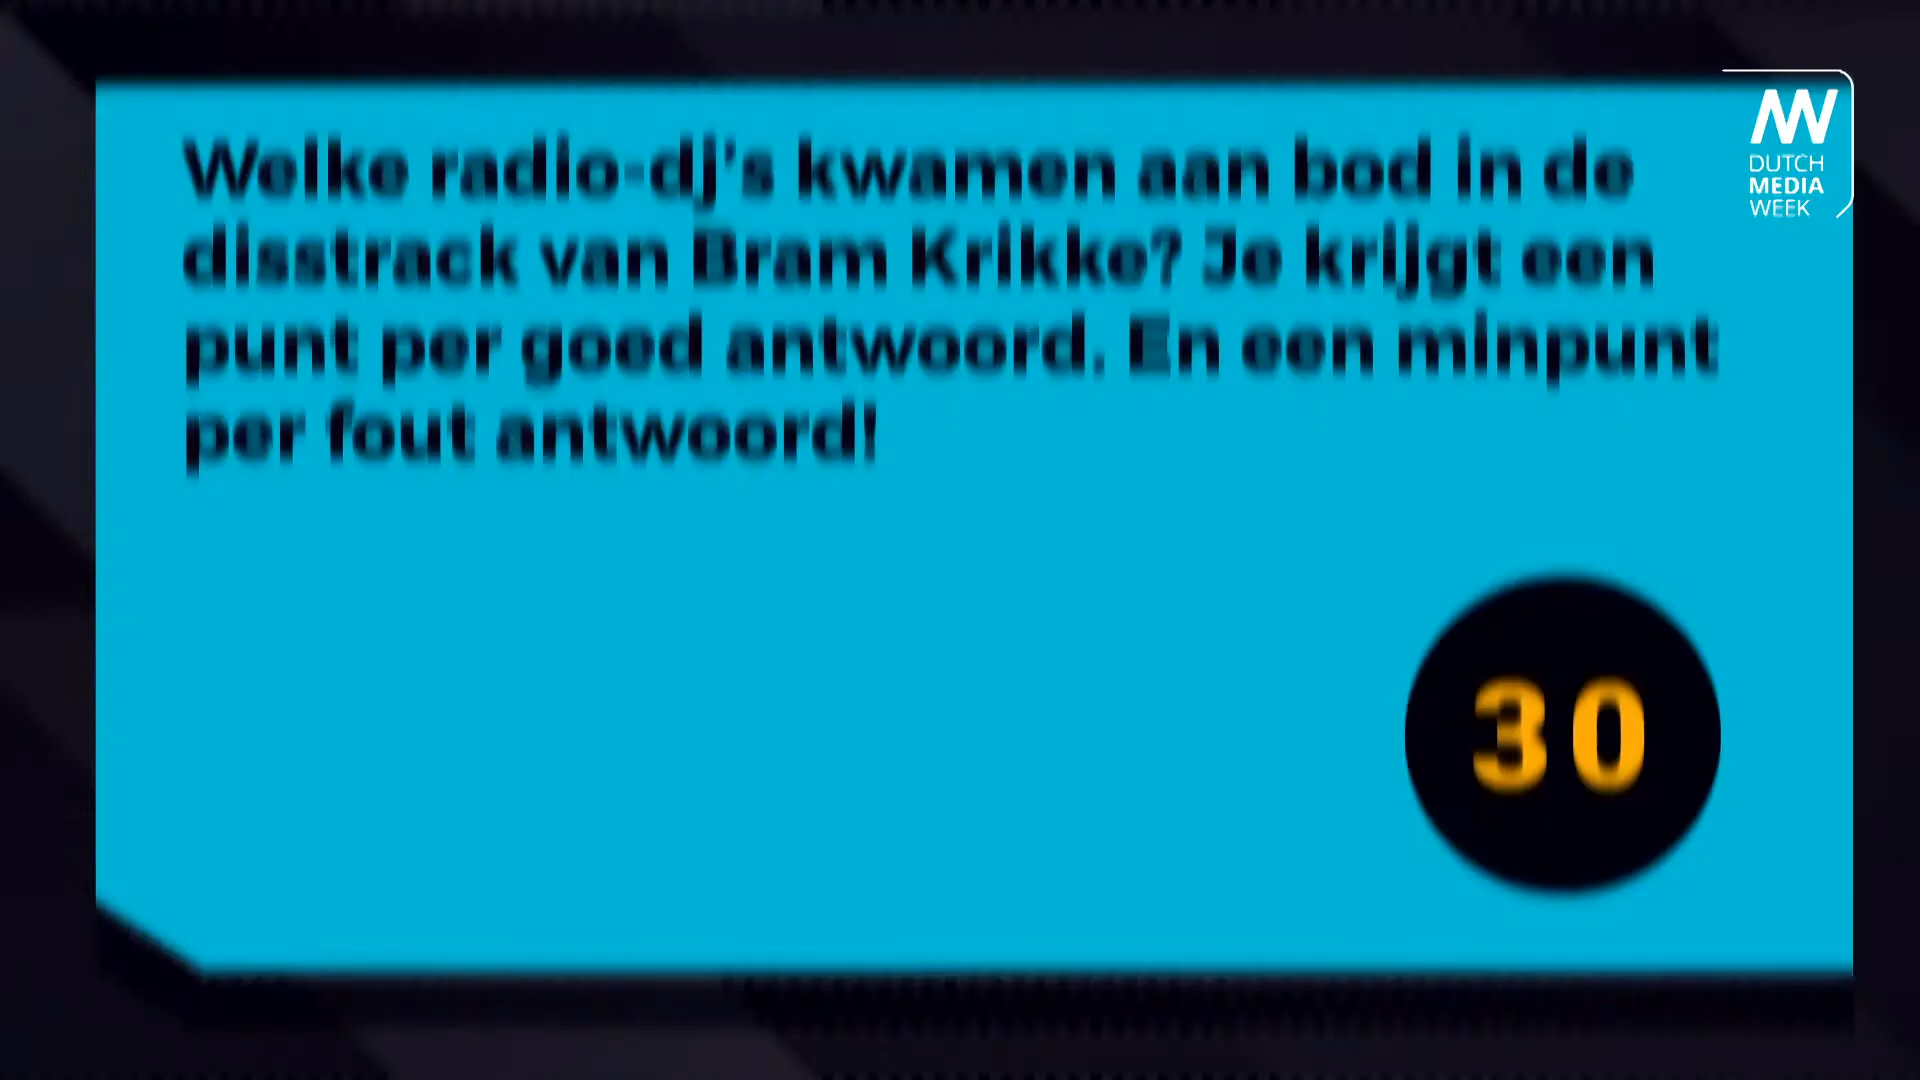 Welke radio-dj's kwamen aan bod in de
disstrack van Bram Krikke? Je krijgt een
punt per goed antwoord. En een minpunt
per fout antwoord!
30
DUTCH
MEDIA
WEEK